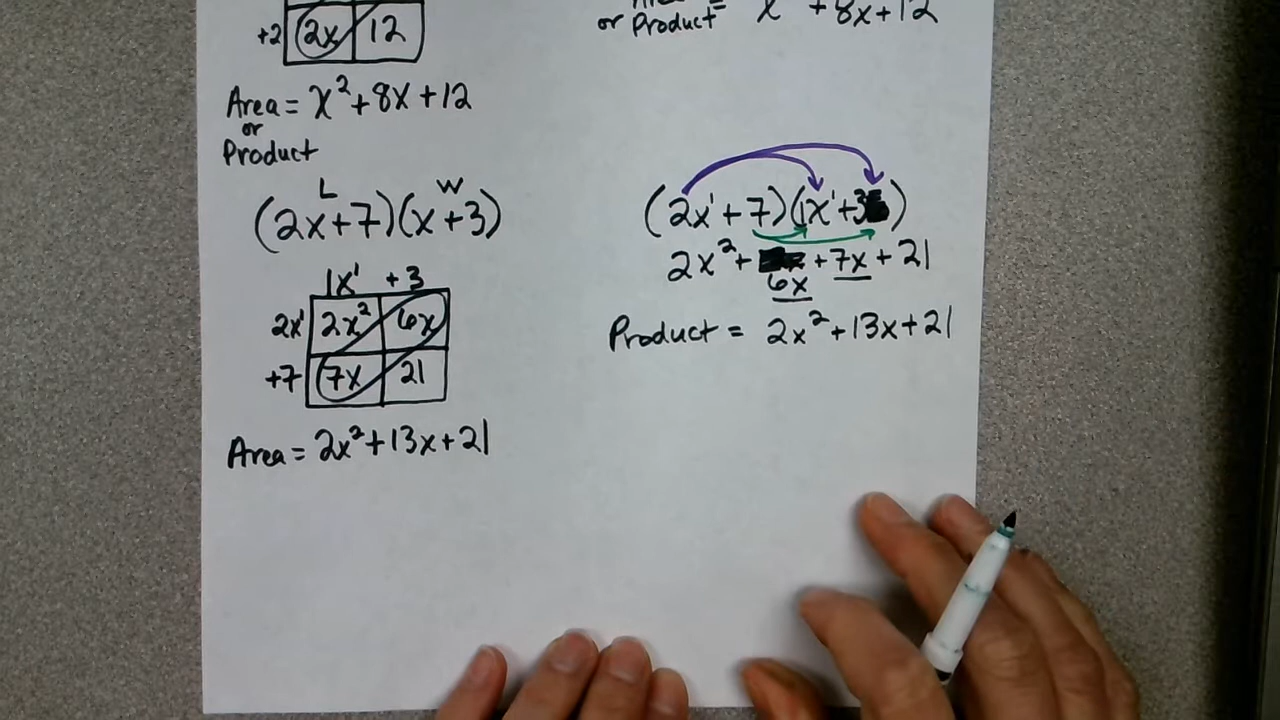 +2 2x 12
Area = x² + 8x + 12
or
Product
L W
(2x+7)(x+3)
1x¹ +3
2x¹ 2x² 6x
+7 7x 21
Area = 2x² + 13x + 21
or Product = x + 8x + 12
(2x¹ + 7)(1x¹ + 3)
2x² + + 7x + 21
6x
Product = 2x² + 13x + 21